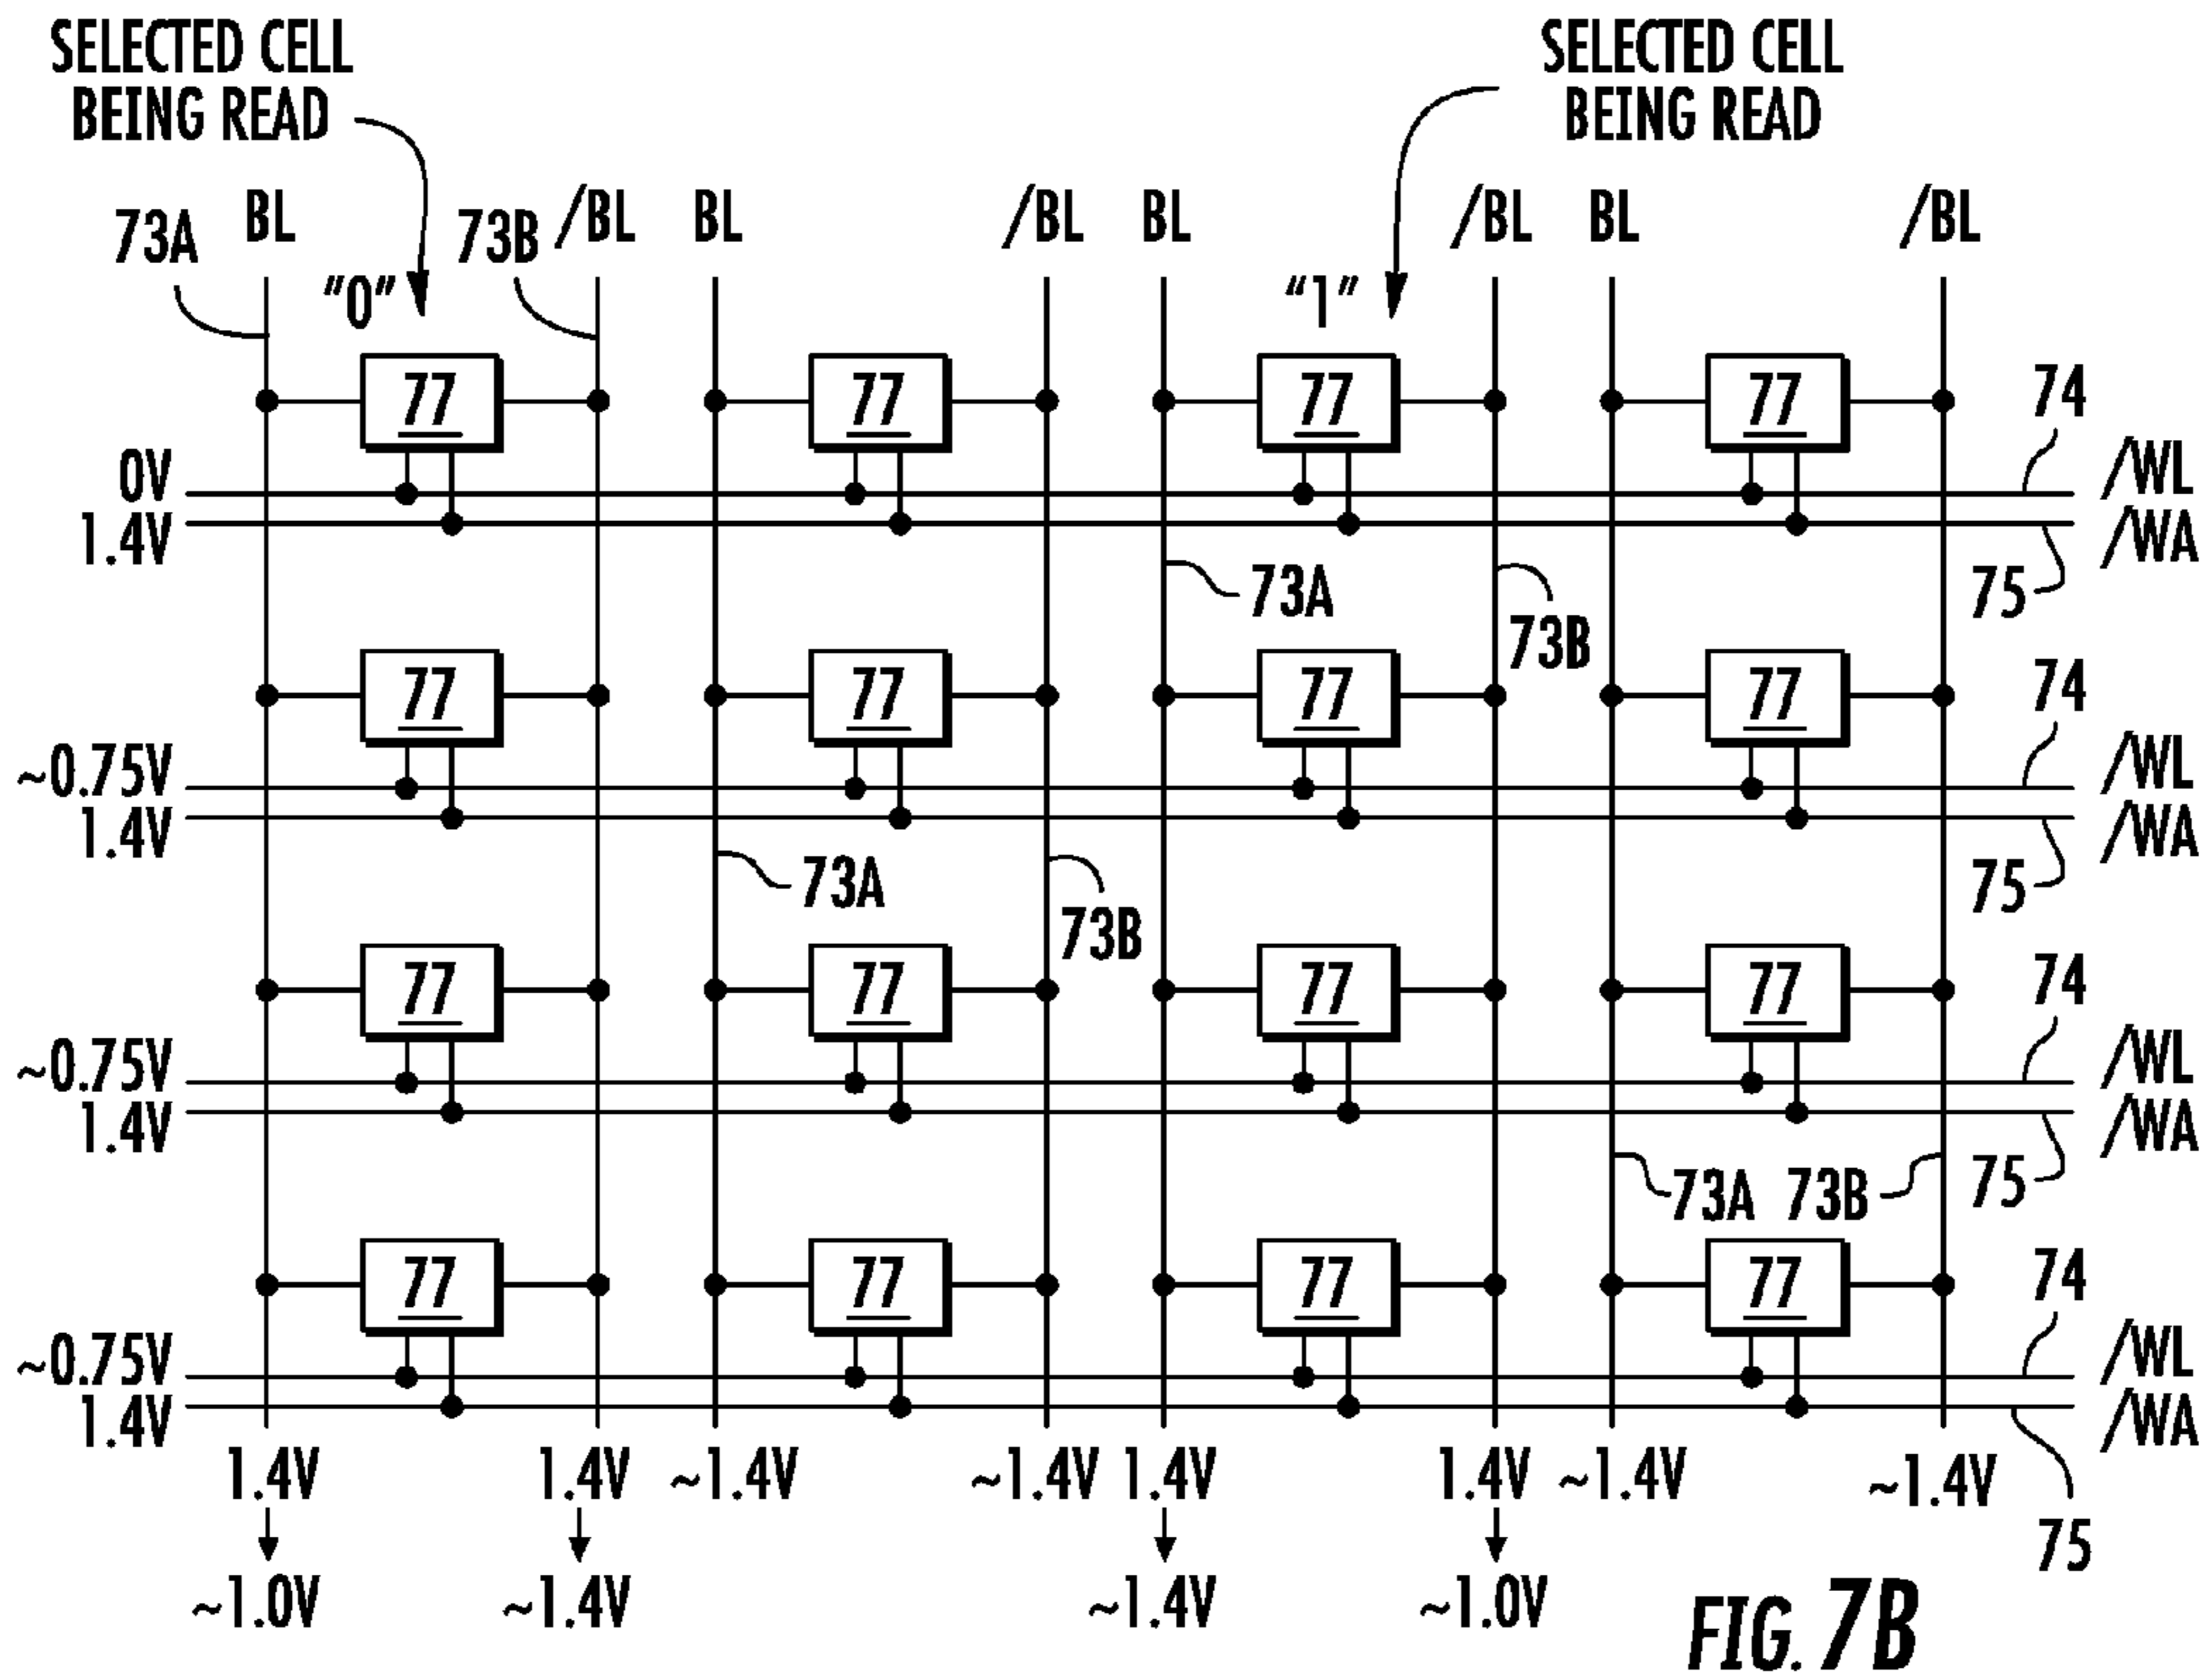 SELECTED CELL
BEING READ
SELECTED CELL
BEING READ
73A BL 73B /BL BL /BL BL /BL BL /BL
"0" "1"
77 77 77 77 74
0V /WL
1.4V /WA
73A 73B 75
77 77 77 77 74
~0.75V /WL
1.4V /WA
73A 73B 75
77 77 77 77 74
~0.75V /WL
1.4V /WA
73A 73B 75
77 77 77 77 74
~0.75V /WL
1.4V /WA
1.4V 1.4V ~1.4V ~1.4V 1.4V 1.4V ~1.4V ~1.4V 75
~1.0V ~1.4V ~1.4V ~1.0V
FIG. 7B